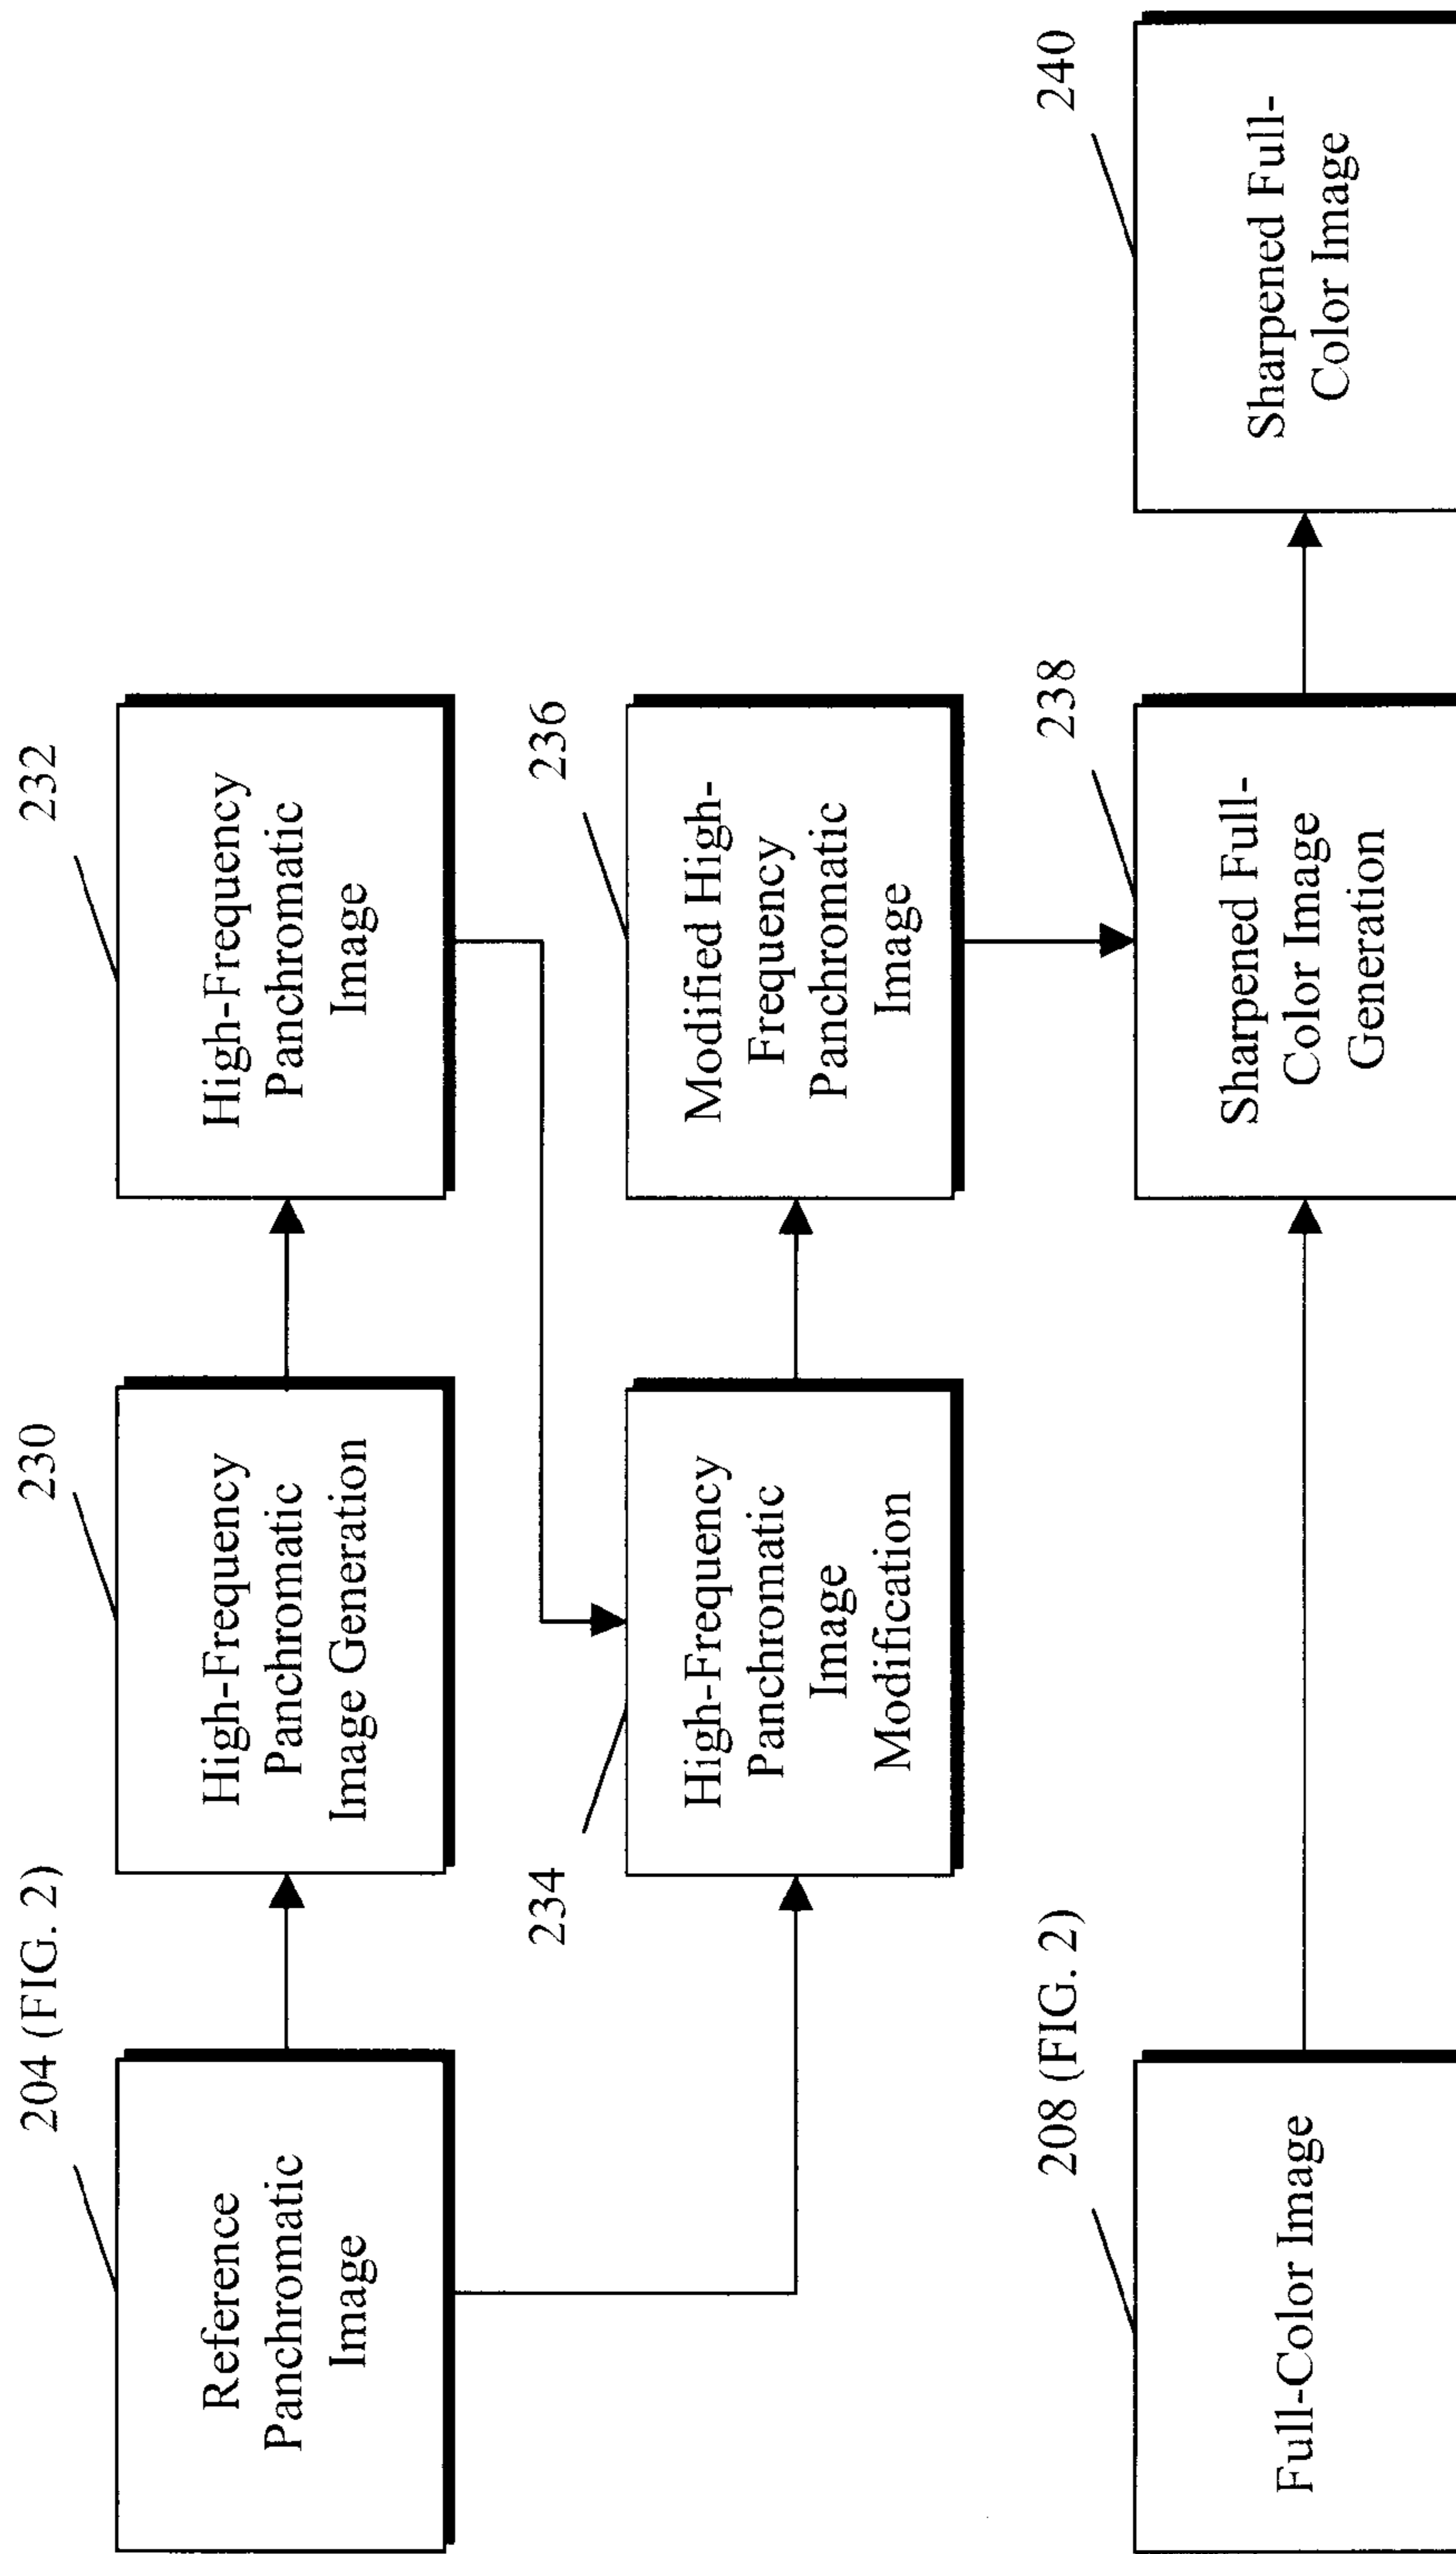 204 (FIG. 2)
Reference
Panchromatic
Image
230
High-Frequency
Panchromatic
Image Generation
232
High-Frequency
Panchromatic
Image
234
High-Frequency
Panchromatic
Image
Modification
236
Modified High-
Frequency
Panchromatic
Image
208 (FIG. 2)
Full-Color Image
238
Sharpened Full-
Color Image
Generation
240
Sharpened Full-
Color Image